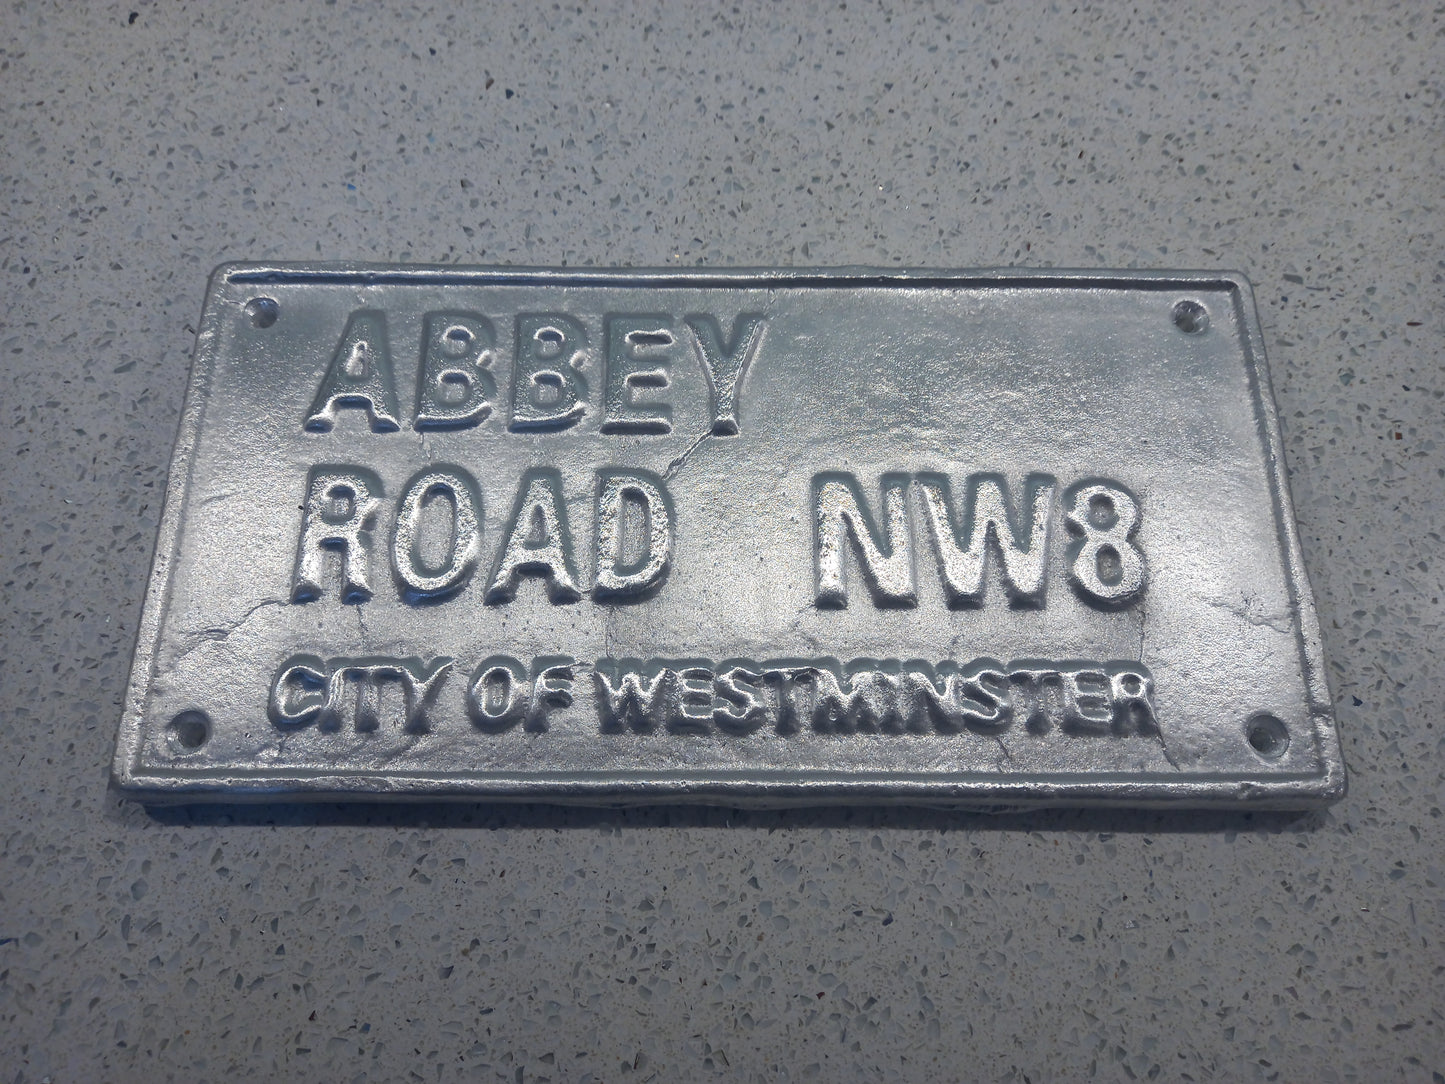 ABBEY
ROAD NW8
CITY OF WESTMINSTER